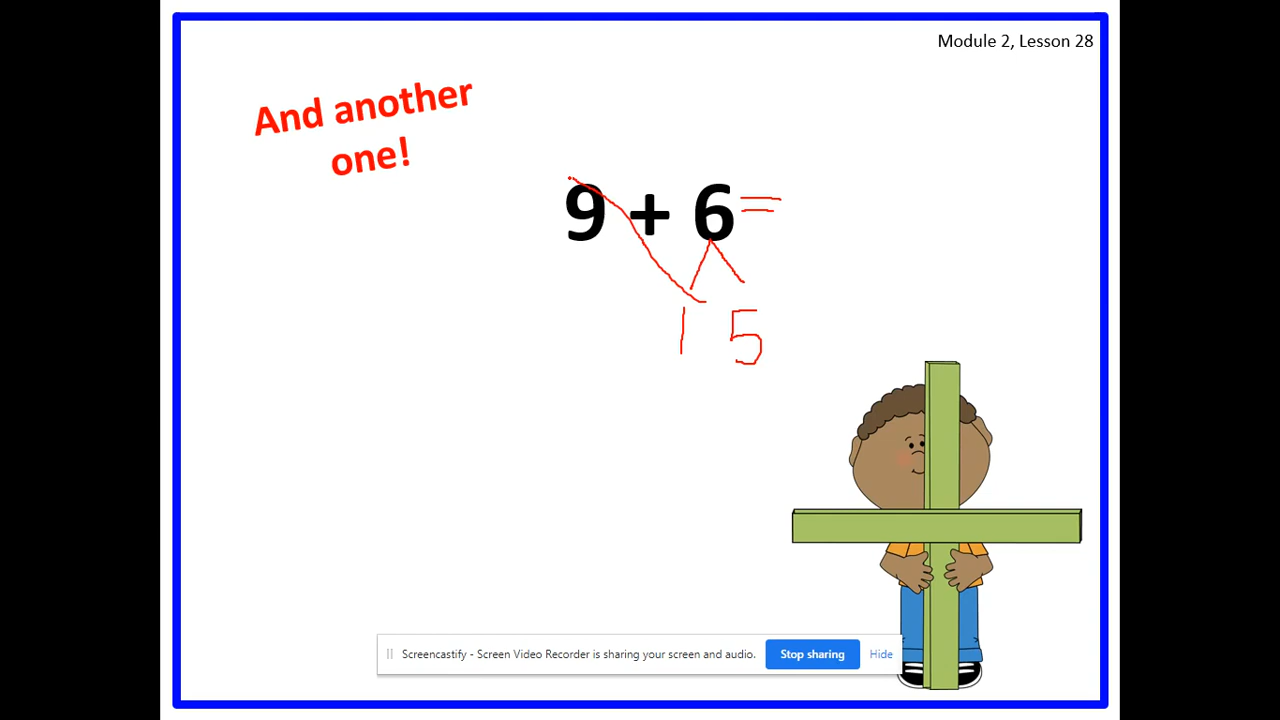 Module 2, Lesson 28
And another
one!
9 + 6 =
1 5
Screencastify - Screen Video Recorder is sharing your screen and audio. Stop sharing Hide